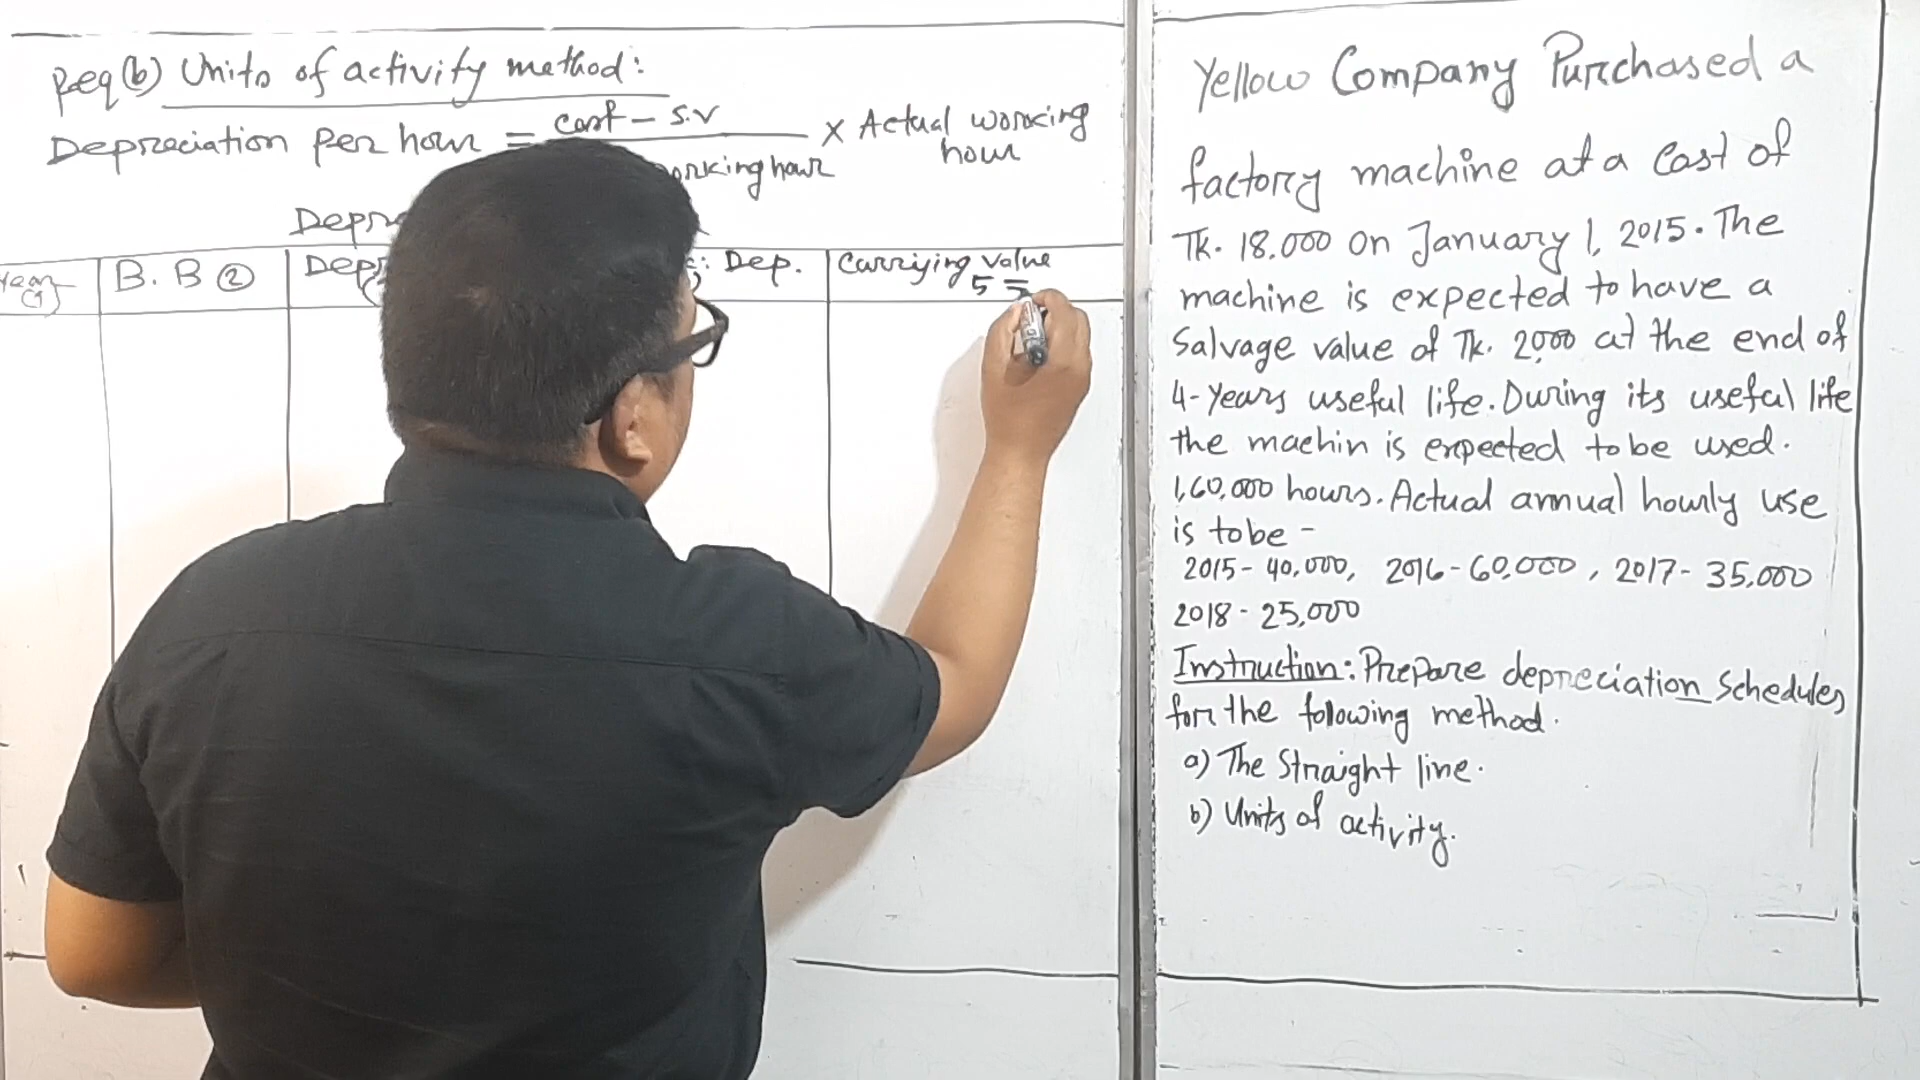 Req (b) Units of activity method:
Depreciation per hour = cost - S.V × Actual working
hour
working hour
Year B. B ② Dep. Carrying value
(1) 5 =
Yellow Company Purchased a
factory machine at a Cost of
Tk. 18.000 on January 1, 2015. The
machine is expected to have a
Salvage value of Tk. 2,000 at the end of
4-Years useful life. During its useful life
the machin is expected to be used.
1,60,000 hours. Actual annual hourly use
is to be -
2015 - 40,000, 2016 - 60,000, 2017 - 35,000
2018 - 25,000
Instruction: Prepare depreciation Schedules
for the folowing method.
a) The Straight line.
b) Units of activity.